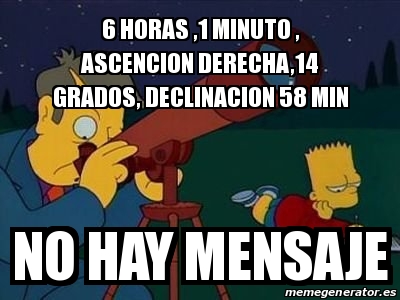 6 HORAS ,1 MINUTO ,
ASCENCION DERECHA,14
GRADOS, DECLINACION 58 MIN
NO HAY MENSAJE
memegenerator.es